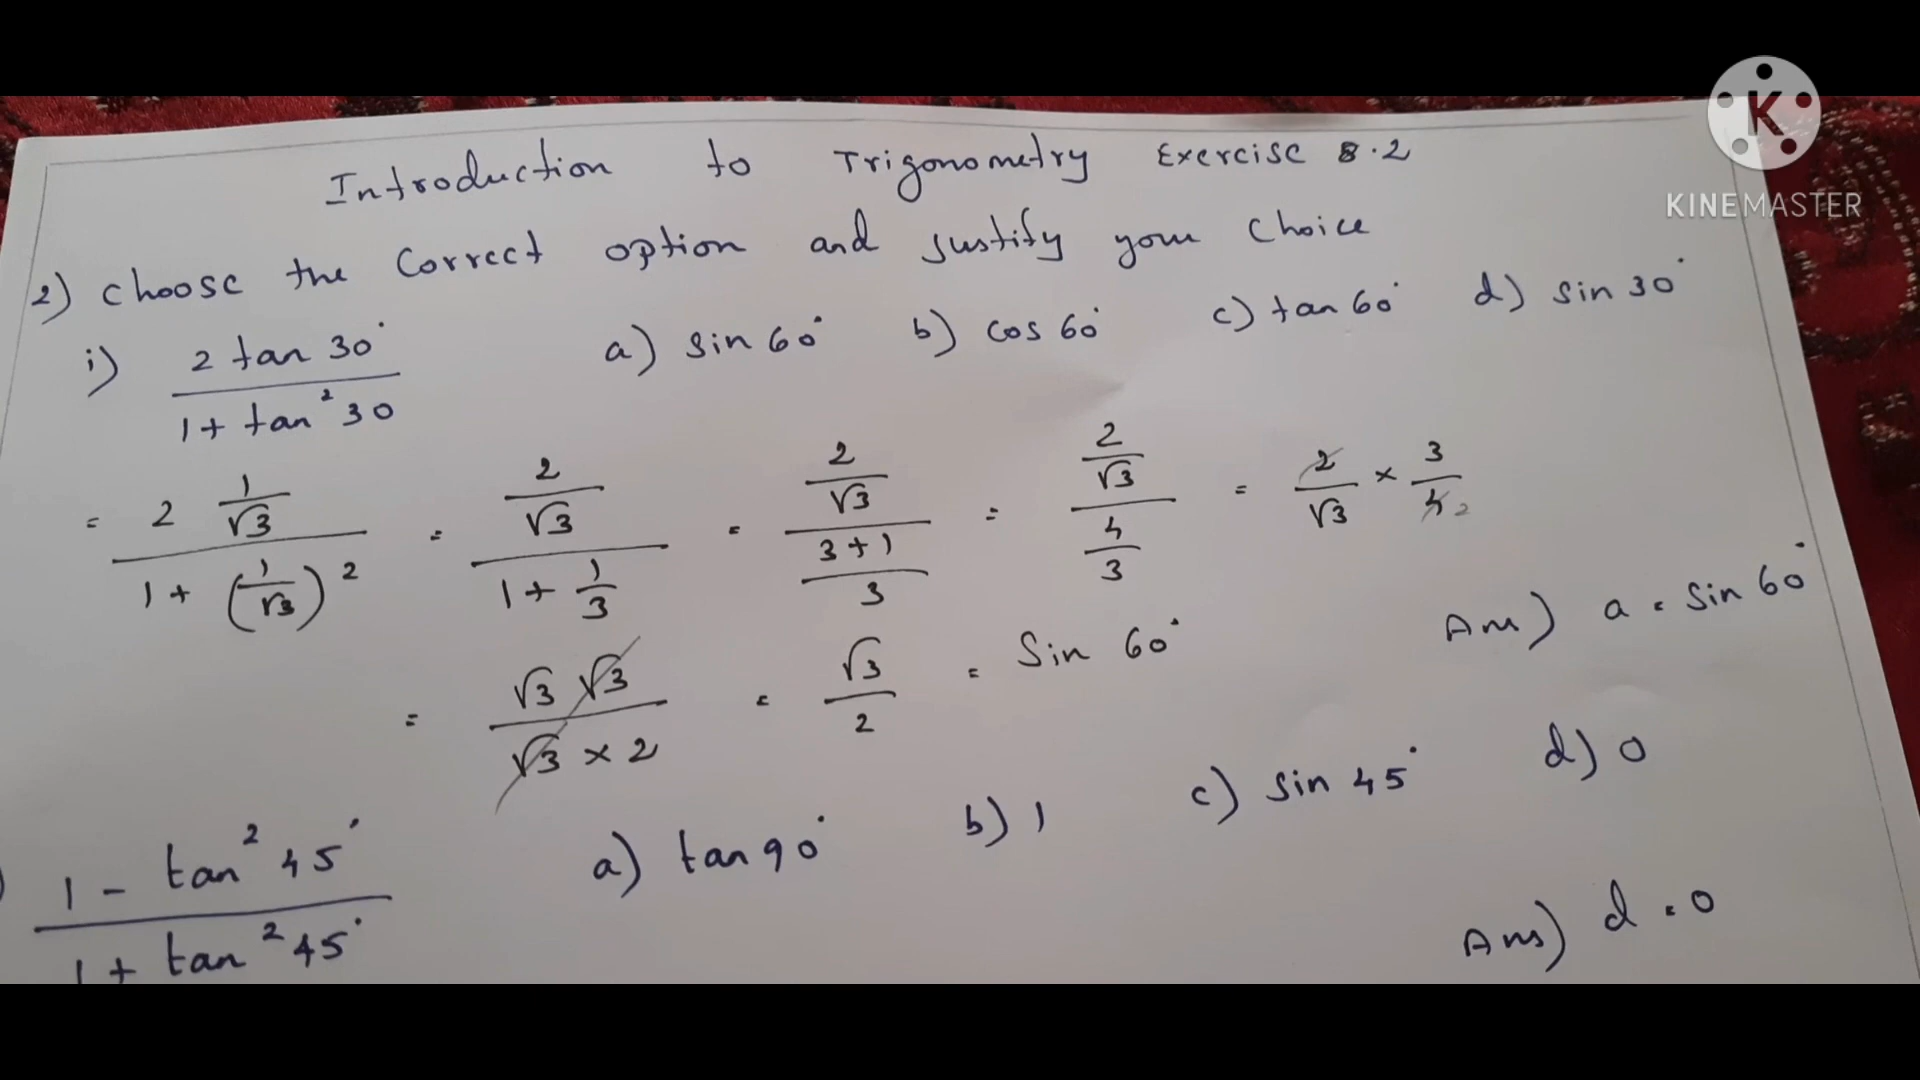 K
KINEMASTER
Introduction to Trigonometry Exercise 8.2
2) choose the correct option and justify your choice
i) 2 tan 30° / 1 + tan² 30 a) sin 60° b) cos 60° c) tan 60° d) sin 30°
= 2 1/√3 / 1 + (1/√3)² = 2/√3 / 1 + 1/3 = 2/√3 / 3+1/3 = 2/√3 / 4/3 = 2/√3 × 3/4 2
= √3 √3 / √3 × 2 = √3/2 = Sin 60° Ans) a = sin 60°
) 1 - tan² 45° / 1 + tan² 45° a) tan 90° b) 1 c) sin 45° d) 0
Ans) d = 0